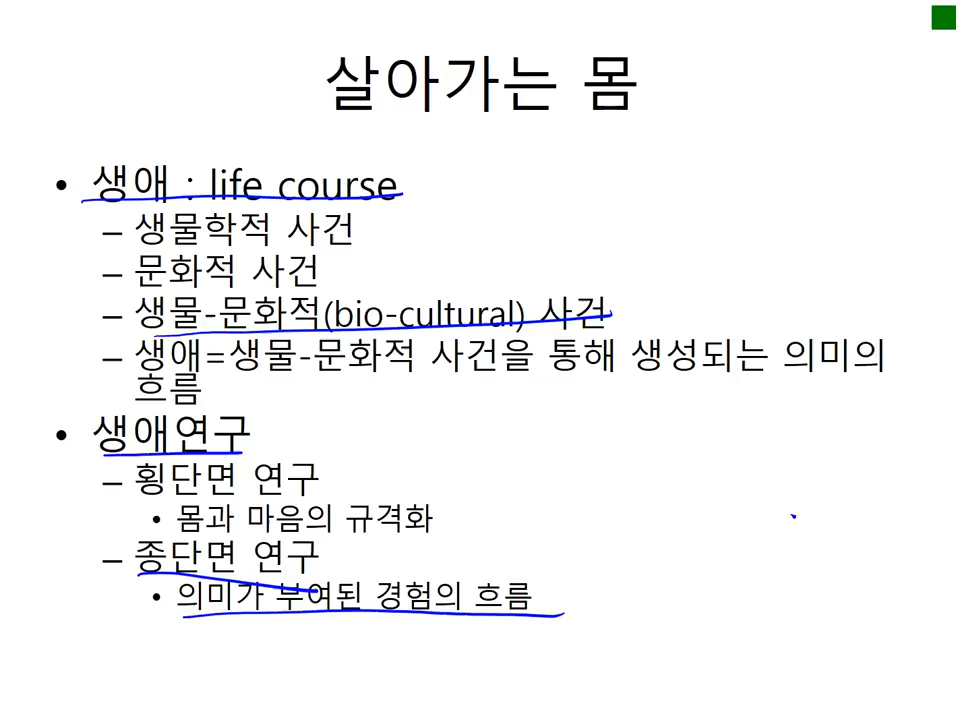 살아가는 몸
• 생애 : life course
– 생물학적 사건
– 문화적 사건
– 생물-문화적(bio-cultural) 사건
– 생애=생물-문화적 사건을 통해 생성되는 의미의
흐름
• 생애연구
– 횡단면 연구
• 몸과 마음의 규격화
– 종단면 연구
• 의미가 부여된 경험의 흐름